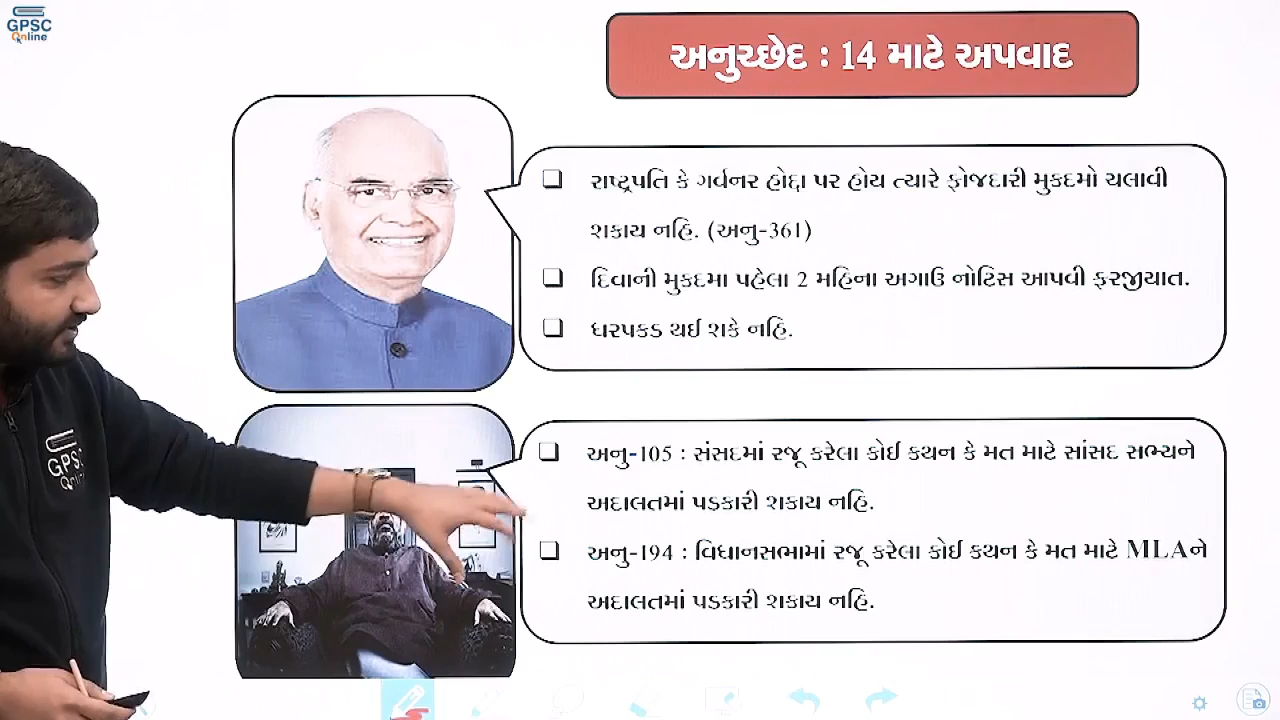 GPSC
Online
અનુચ્છેદ : 14 માટે અપવાદ
❑ રાષ્ટ્રપતિ કે ગર્વનર હોદ્દા પર હોય ત્યારે ફોજદારી મુકદમો ચલાવી
શકાય નહિ. (અનુ-361)
❑ દિવાની મુકદમા પહેલા 2 મહિના અગાઉ નોટિસ આપવી ફરજીયાત.
❑ ધરપકડ થઈ શકે નહિ.
❑ અનુ-105 : સંસદમાં રજૂ કરેલા કોઈ કથન કે મત માટે સાંસદ સભ્યને
અદાલતમાં પડકારી શકાય નહિ.
❑ અનુ-194 : વિધાનસભામાં રજૂ કરેલા કોઈ કથન કે મત માટે MLAને
અદાલતમાં પડકારી શકાય નહિ.
GPSC
Online